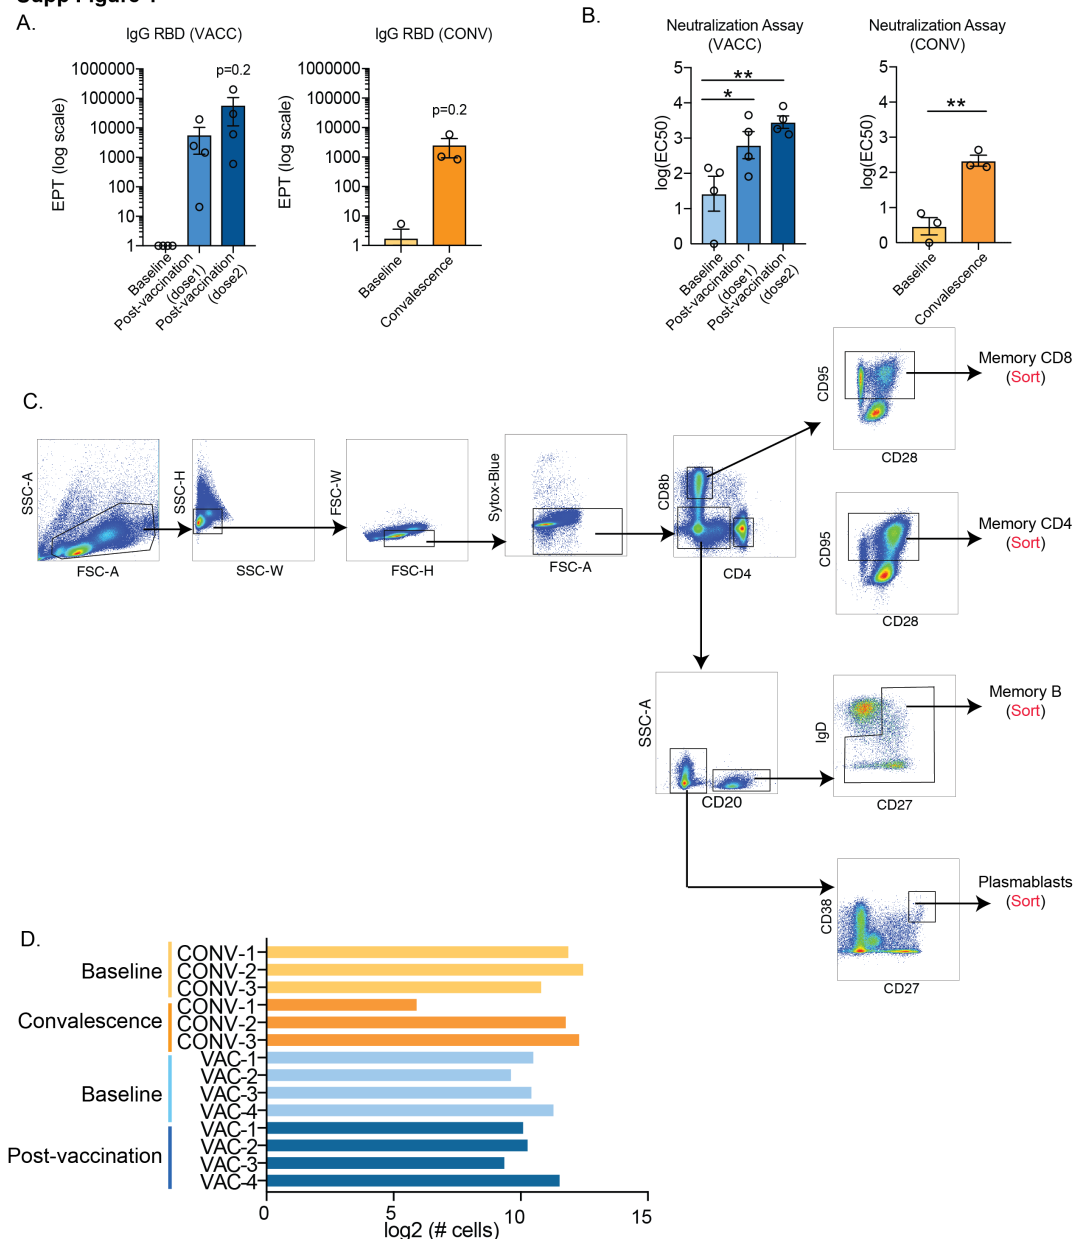 A.
IgG RBD (VACC)
EPT (log scale)
1000000
100000
10000
1000
100
10
1
p=0.2
Baseline
Post-vaccination
(dose1)
Post-vaccination
(dose2)
IgG RBD (CONV)
EPT (log scale)
1000000
100000
10000
1000
100
10
1
p=0.2
Baseline
Convalescence
B.
Neutralization Assay
(VACC)
log(EC50)
5
4
3
2
1
0
**
*
Baseline
Post-vaccination
(dose1)
Post-vaccination
(dose2)
Neutralization Assay
(CONV)
log(EC50)
5
4
3
2
1
0
**
Baseline
Convalescence
C.
SSC-A
FSC-A
SSC-H
SSC-W
FSC-W
FSC-H
Sytox-Blue
FSC-A
CD8b
CD4
CD95
CD28
Memory CD8
(Sort)
CD95
CD28
Memory CD4
(Sort)
SSC-A
CD20
IgD
CD27
Memory B
(Sort)
CD38
CD27
Plasmablasts
(Sort)
D.
Baseline
CONV-1
CONV-2
CONV-3
Convalescence
CONV-1
CONV-2
CONV-3
Baseline
VAC-1
VAC-2
VAC-3
VAC-4
Post-vaccination
VAC-1
VAC-2
VAC-3
VAC-4
0 5 10 15
log2 (# cells)